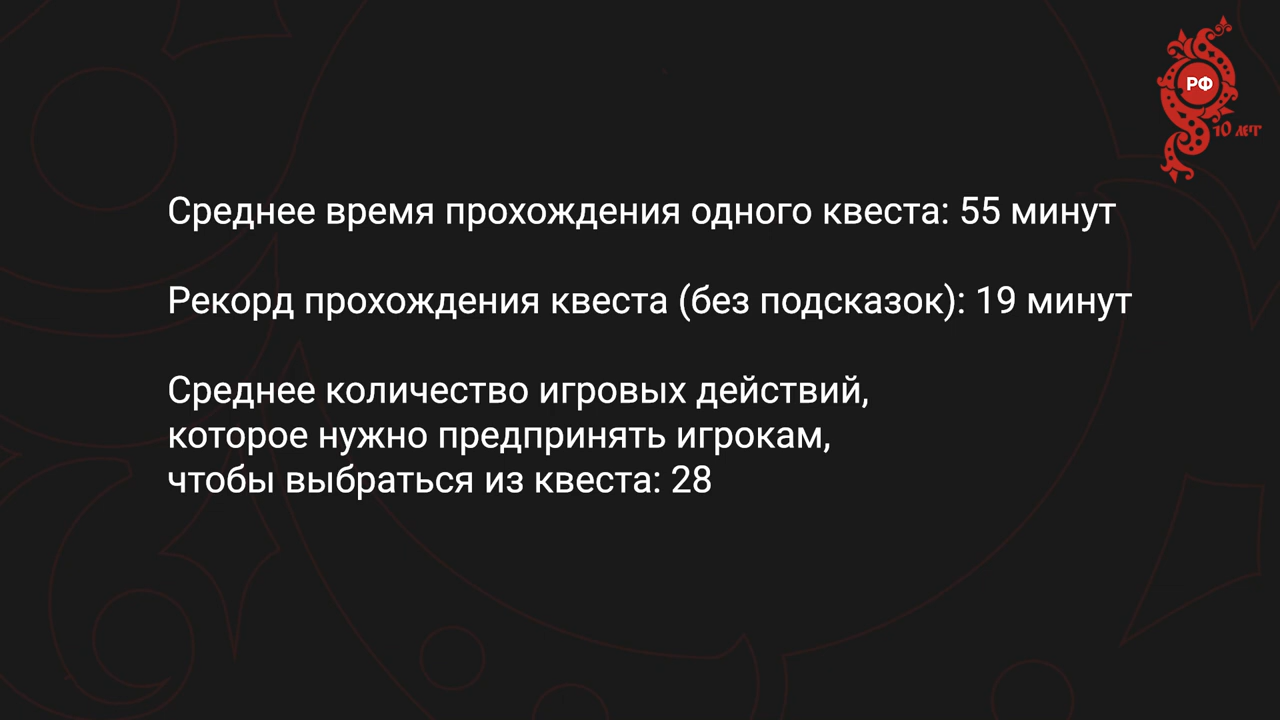 РФ
10 лет
Среднее время прохождения одного квеста: 55 минут
Рекорд прохождения квеста (без подсказок): 19 минут
Среднее количество игровых действий,
которое нужно предпринять игрокам,
чтобы выбраться из квеста: 28